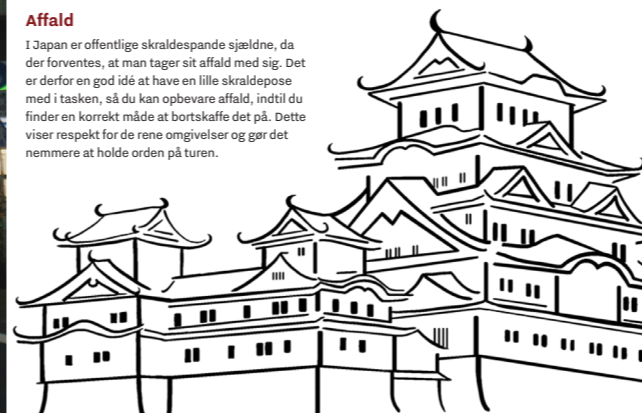 Affald
I Japan er offentlige skraldespande sjældne, da
der forventes, at man tager sit affald med sig. Det
er derfor en god idé at have en lille skraldepose
med i tasken, så du kan opbevare affald, indtil du
finder en korrekt måde at bortskaffe det på. Dette
viser respekt for de rene omgivelser og gør det
nemmere at holde orden på turen.